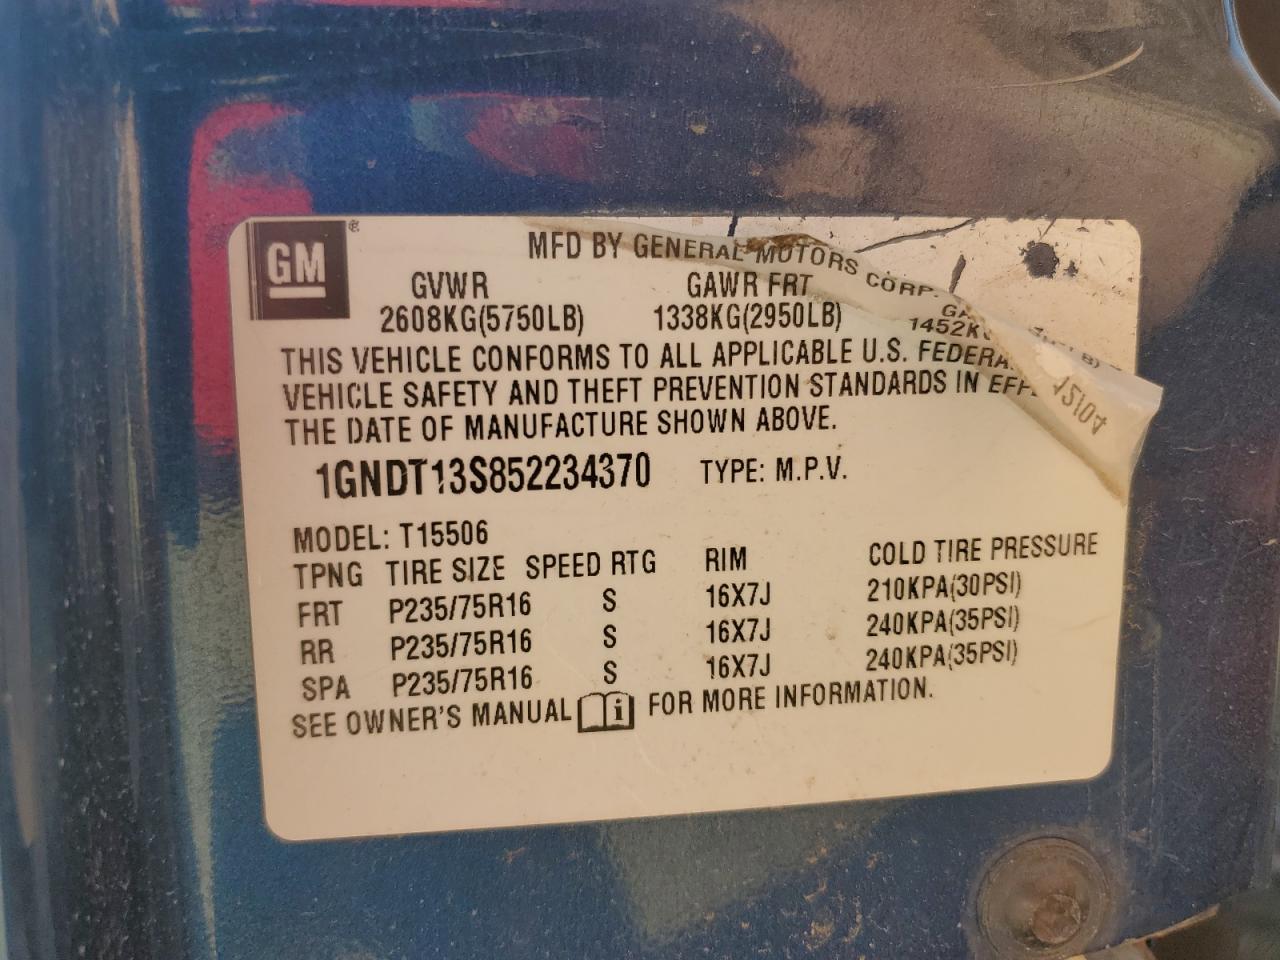 GM ®
MFD BY GENERAL MOTORS CORP.
GVWR GAWR FRT
2608KG(5750LB) 1338KG(2950LB)
THIS VEHICLE CONFORMS TO ALL APPLICABLE U.S.
VEHICLE SAFETY AND THEFT PREVENTION STANDARDS IN
THE DATE OF MANUFACTURE SHOWN ABOVE.
1GNDT13S852234370 TYPE: M.P.V.
MODEL: T15506
TPNG TIRE SIZE SPEED RTG RIM COLD TIRE PRESSURE
FRT P235/75R16 S 16X7J 210KPA(30PSI)
RR P235/75R16 S 16X7J 240KPA(35PSI)
SPA P235/75R16 S 16X7J 240KPA(35PSI)
SEE OWNER'S MANUAL i FOR MORE INFORMATION.